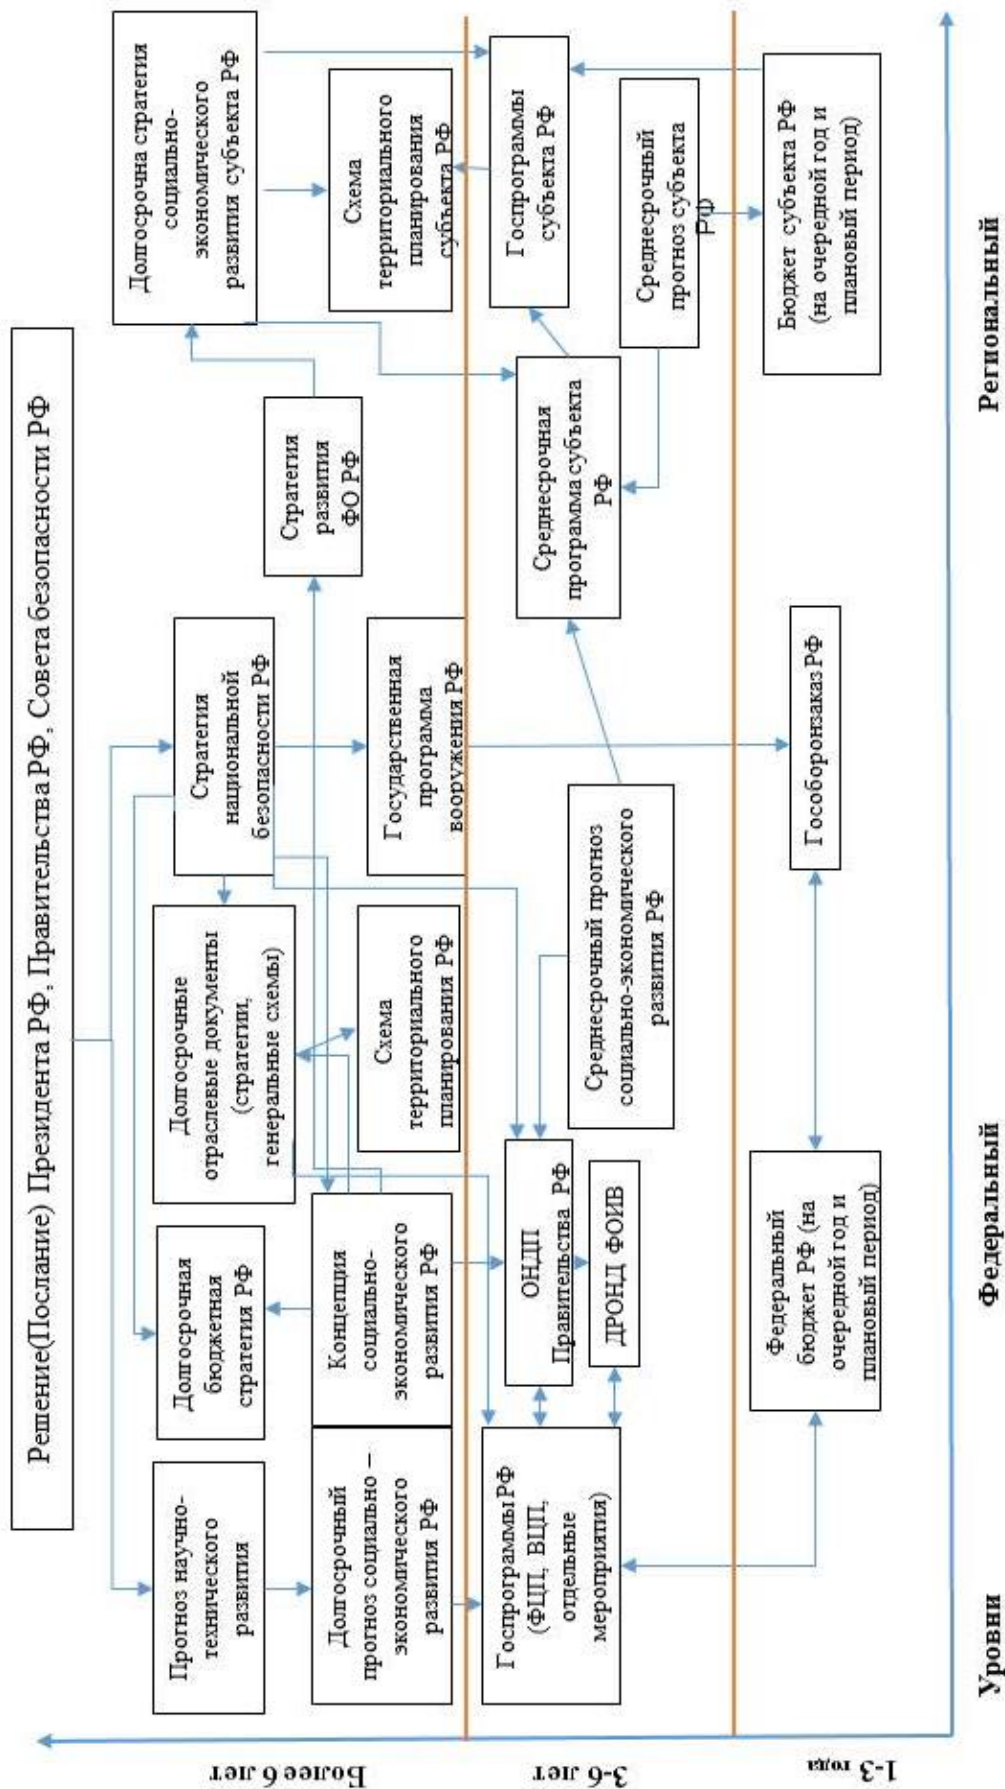 Решение(Послание) Президента РФ, Правительства РФ, Совета безопасности РФ
Прогноз научно-
технического
развития
Долгосрочная
бюджетная
стратегия РФ
Долгосрочные
отраслевые документы
(стратегии,
генеральные схемы)
Стратегия
национальной
безопасности РФ
Долгосрочна стратегия
социально-
экономического
развития субъекта РФ
Долгосрочный
прогноз социально –
экономического
развития РФ
Концепция
социально-
экономического
развития РФ
Схема
территориального
планирования РФ
Государственная
программа
вооружения РФ
Стратегия
развития
ФО РФ
Схема
территориального
планирования
субъекта РФ
Госпрограммы РФ
(ФЦП, ВЦП,
отдельные
мероприятия)
ОНДП
Правительства РФ
ДРОНД ФОИВ
Среднесрочный прогноз
социально-экономического
развития РФ
Среднесрочная
программа субъекта
РФ
Госпрограммы
субъекта РФ
Среднесрочный
прогноз субъекта
РФ
Федеральный
бюджет РФ (на
очередной год и
плановый период)
Гособоронзаказ РФ
Бюджет субъекта РФ
(на очередной год и
плановый период)
Более 6 лет
3-6 лет
1-3 года
Уровни
Федеральный
Региональный